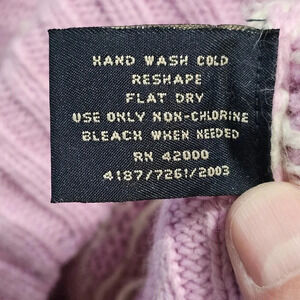 HAND WASH COLD
RESHAPE
FLAT DRY
USE ONLY NON-CHLORINE
BLEACH WHEN NEEDED
RN 42000
4187/7261/2003